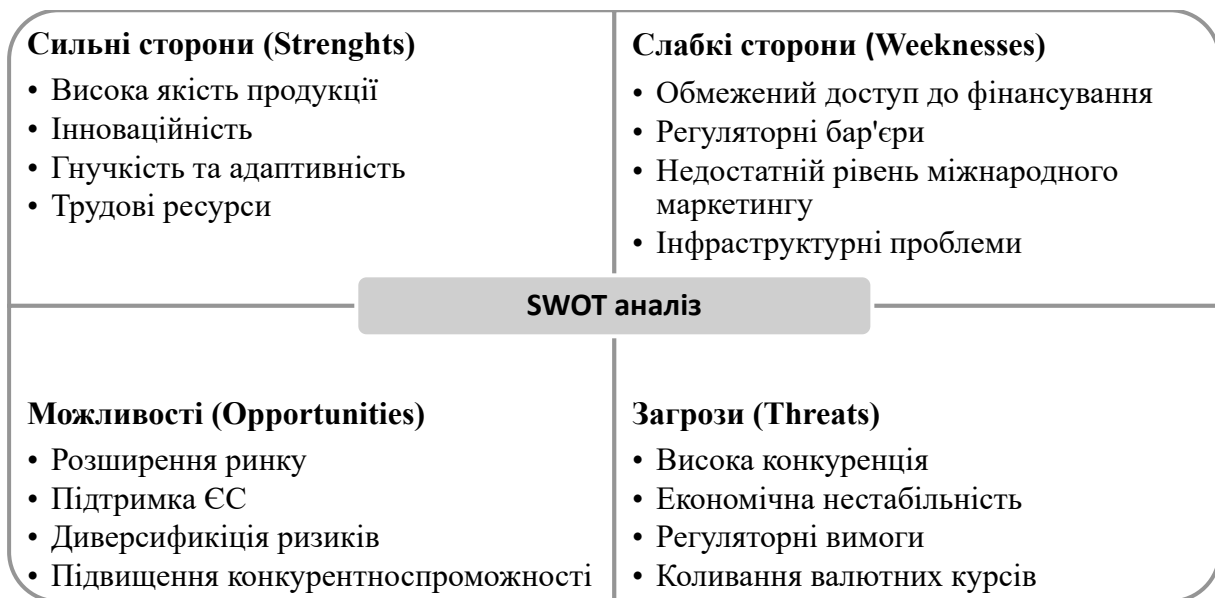 Сильні сторони (Strenghts)
• Висока якість продукції
• Інноваційність
• Гнучкість та адаптивність
• Трудові ресурси
Слабкі сторони (Weeknesses)
• Обмежений доступ до фінансування
• Регуляторні бар'єри
• Недостатній рівень міжнародного
маркетингу
• Інфраструктурні проблеми
SWOT аналіз
Можливості (Opportunities)
• Розширення ринку
• Підтримка ЄС
• Диверсификіція ризиків
• Підвищення конкурентноспроможності
Загрози (Threats)
• Висока конкуренція
• Економічна нестабільність
• Регуляторні вимоги
• Коливання валютних курсів